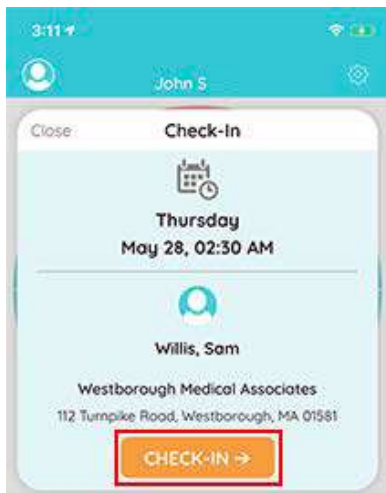 3:11
John S
Close Check-In
Thursday
May 28, 02:30 AM
Willis, Sam
Westborough Medical Associates
112 Turnpike Road, Westborough, MA 01581
CHECK-IN →